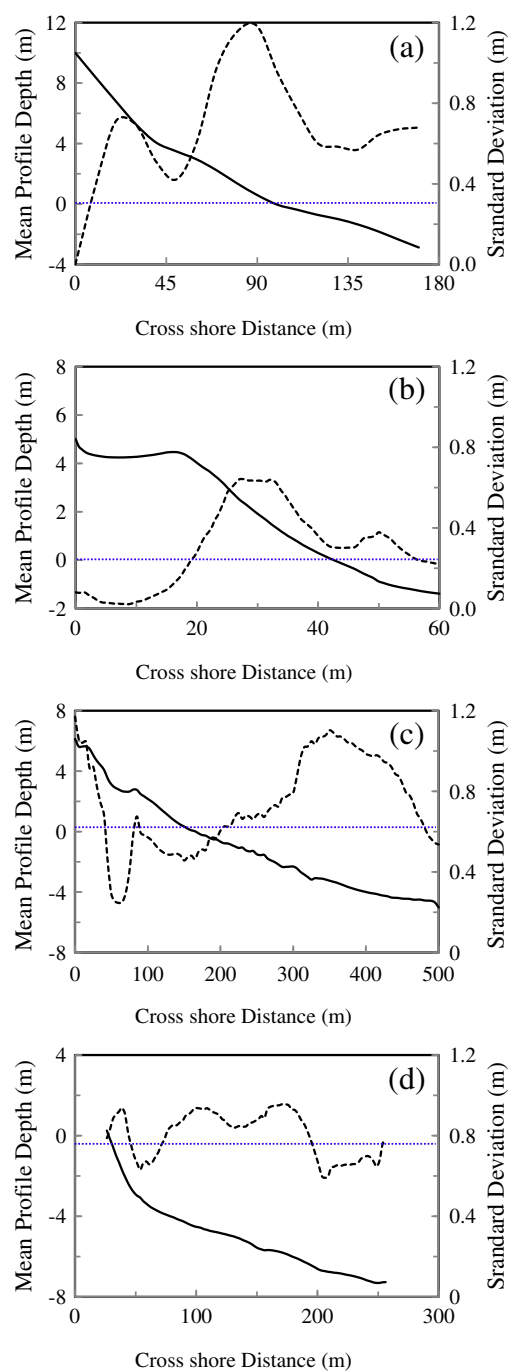 (a)
Mean Profile Depth (m)
12
8
4
0
-4
1.2
0.8
0.4
0.0
Srandard Deviation (m)
0 45 90 135 180
Cross shore Distance (m)
(b)
Mean Profile Depth (m)
8
6
4
2
0
-2
1.2
0.8
0.4
0.0
Srandard Deviation (m)
0 20 40 60
Cross shore Distance (m)
(c)
Mean Profile Depth (m)
8
4
0
-4
-8
1.2
0.8
0.4
0
Srandard Deviation (m)
0 100 200 300 400 500
Cross shore Distance (m)
(d)
Mean Profile Depth (m)
4
0
-4
-8
1.2
0.8
0.4
0
Srandard Deviation (m)
0 100 200 300
Cross shore Distance (m)